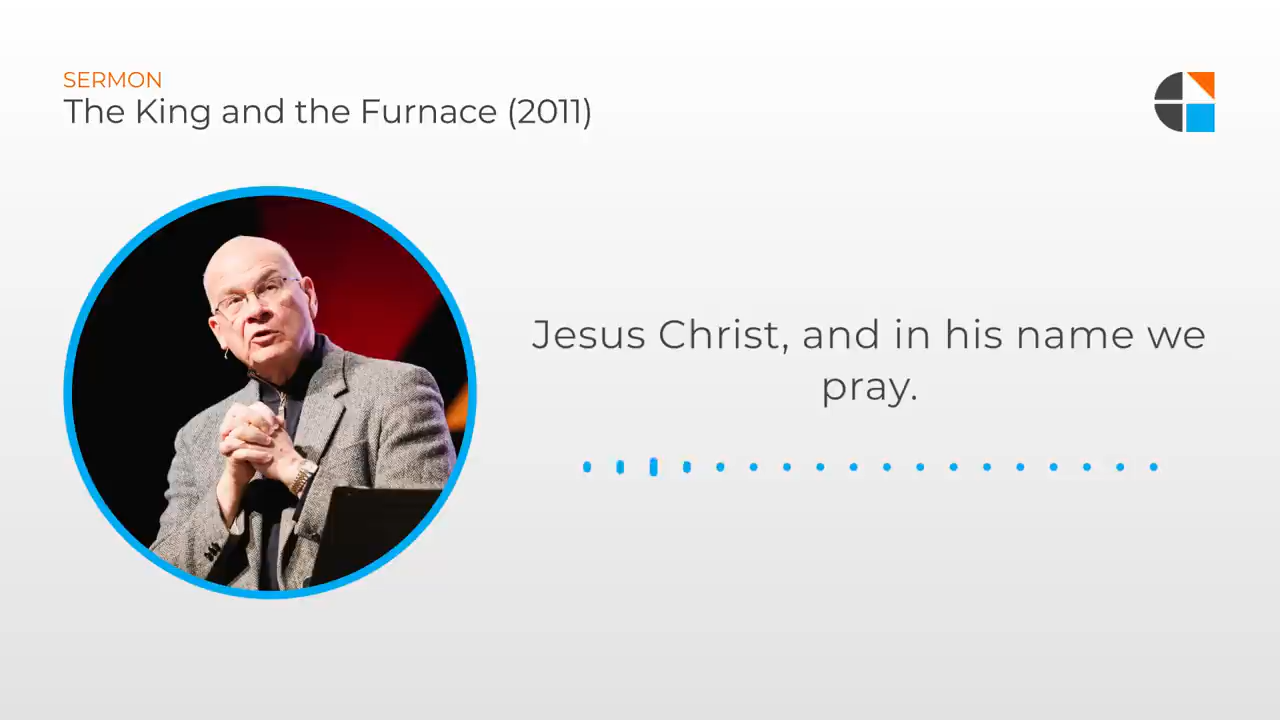 SERMON
The King and the Furnace (2011)
Jesus Christ, and in his name we
pray.